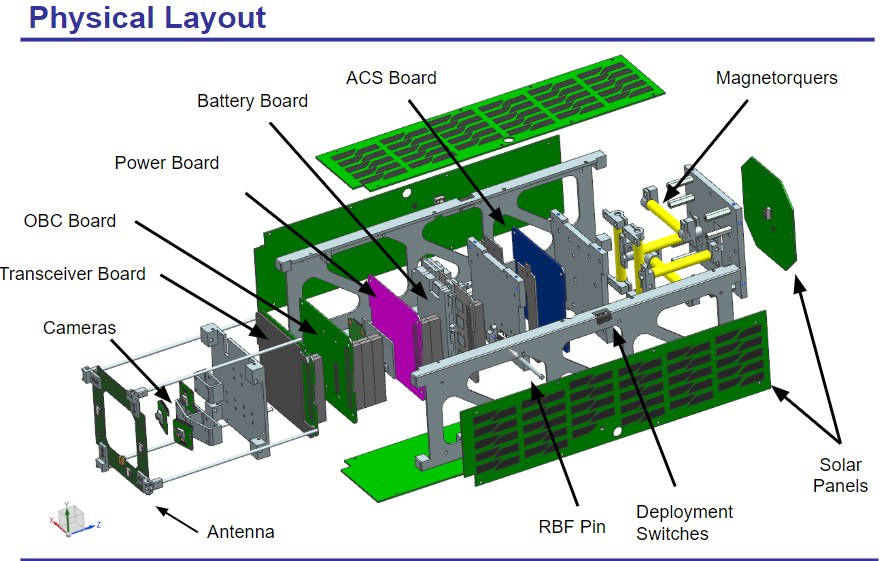 Physical Layout
ACS Board
Magnetorquers
Battery Board
Power Board
OBC Board
Transceiver Board
Cameras
Solar
Panels
Deployment
Switches
RBF Pin
Antenna
Y
X
Z